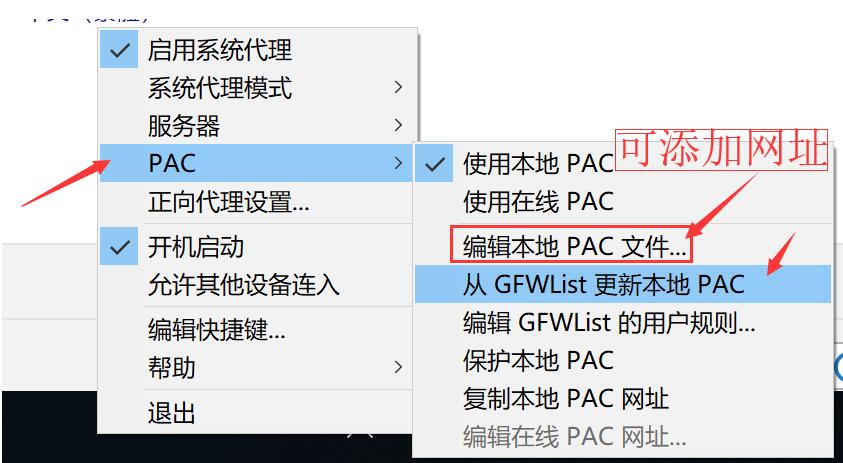 启用系统代理
系统代理模式
服务器
PAC
正向代理设置...
开机启动
允许其他设备连入
编辑快捷键...
帮助
退出
可添加网址
使用本地 PAC
使用在线 PAC
编辑本地 PAC 文件...
从 GFWList 更新本地 PAC
编辑 GFWList 的用户规则...
保护本地 PAC
复制本地 PAC 网址
编辑在线 PAC 网址...